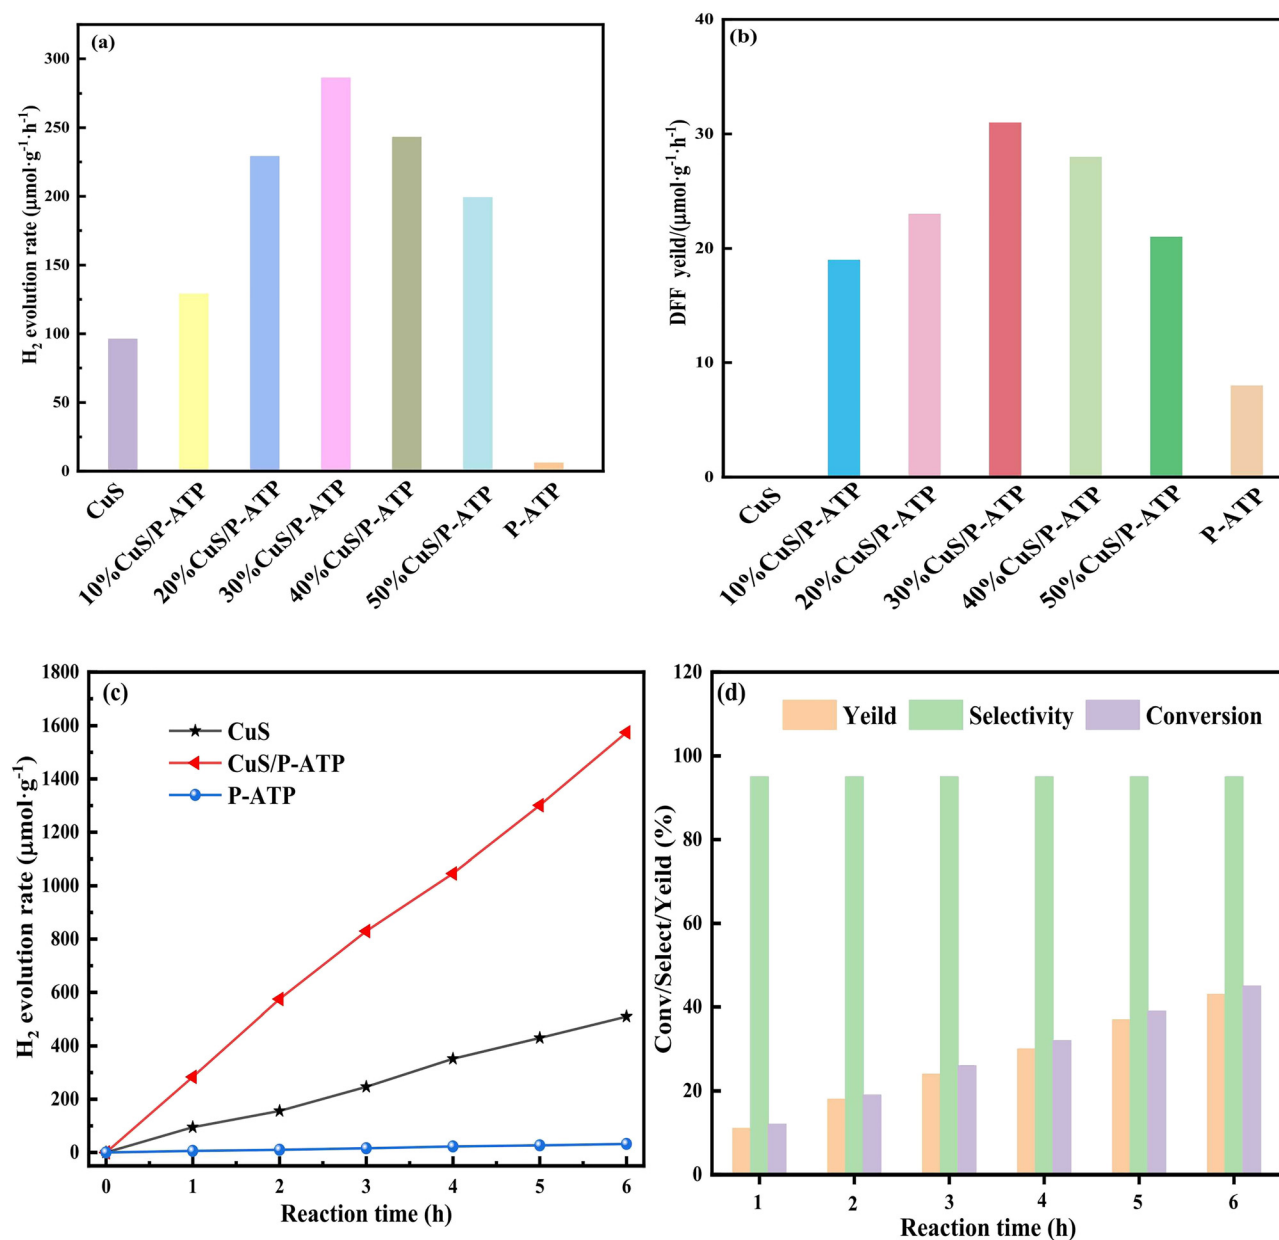 (a)
H₂ evolution rate (μmol·g⁻¹·h⁻¹)
300
250
200
150
100
50
0
CuS
10%CuS/P-ATP
20%CuS/P-ATP
30%CuS/P-ATP
40%CuS/P-ATP
50%CuS/P-ATP
P-ATP
(b)
DFF yeild/(μmol·g⁻¹·h⁻¹)
40
30
20
10
0
CuS
10%CuS/P-ATP
20%CuS/P-ATP
30%CuS/P-ATP
40%CuS/P-ATP
50%CuS/P-ATP
P-ATP
(c)
H₂ evolution rate (μmol·g⁻¹)
1800
1600
1400
1200
1000
800
600
400
200
0
CuS
CuS/P-ATP
P-ATP
0 1 2 3 4 5 6
Reaction time (h)
(d)
Conv/Select/Yeild (%)
120
100
80
60
40
20
0
Yeild Selectivity Conversion
1 2 3 4 5 6
Reaction time (h)